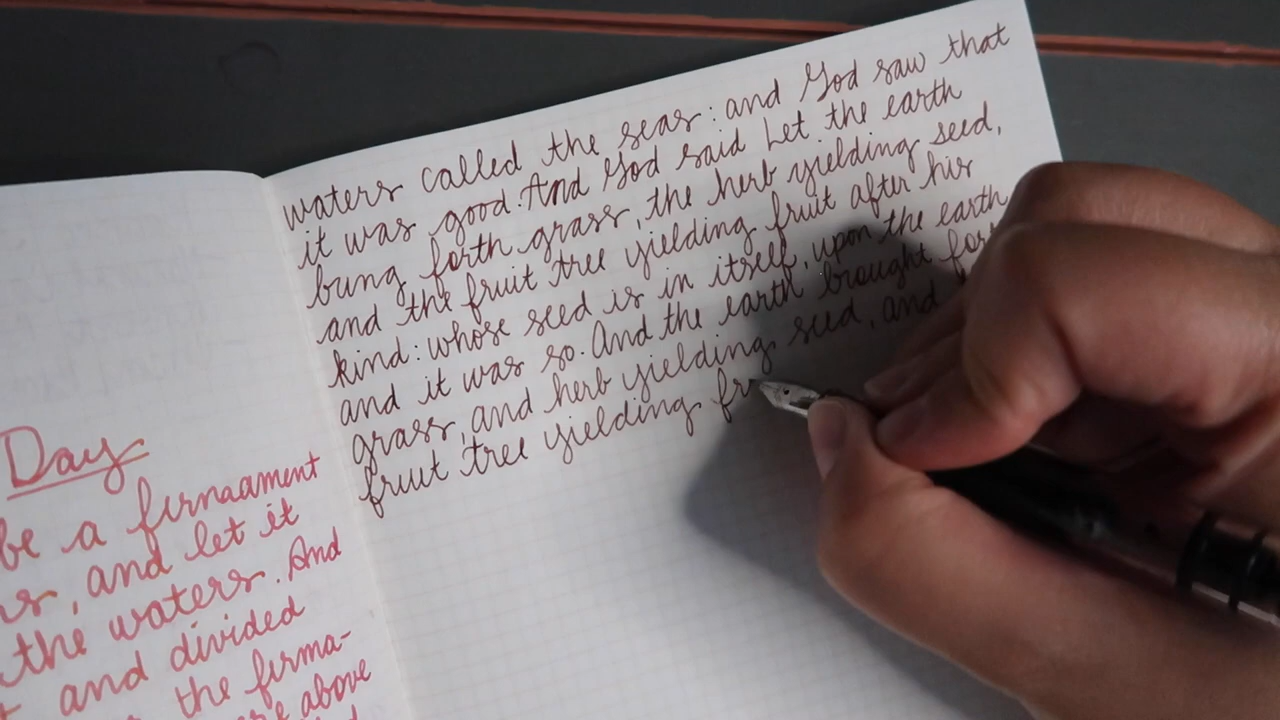 Day
be a firnaament
, and let it
the waters. And
and divided
the firma-
above
waters called the seas: and God saw that
it was good. And God said Let the earth
bung forth grass, the herb yielding seed,
and the fruit tree yielding fruit after his
kind: whose seed is in itself, upon the earth
and it was so. And the earth brought
grass, and herb yielding seed, and
fruit tree yielding fr